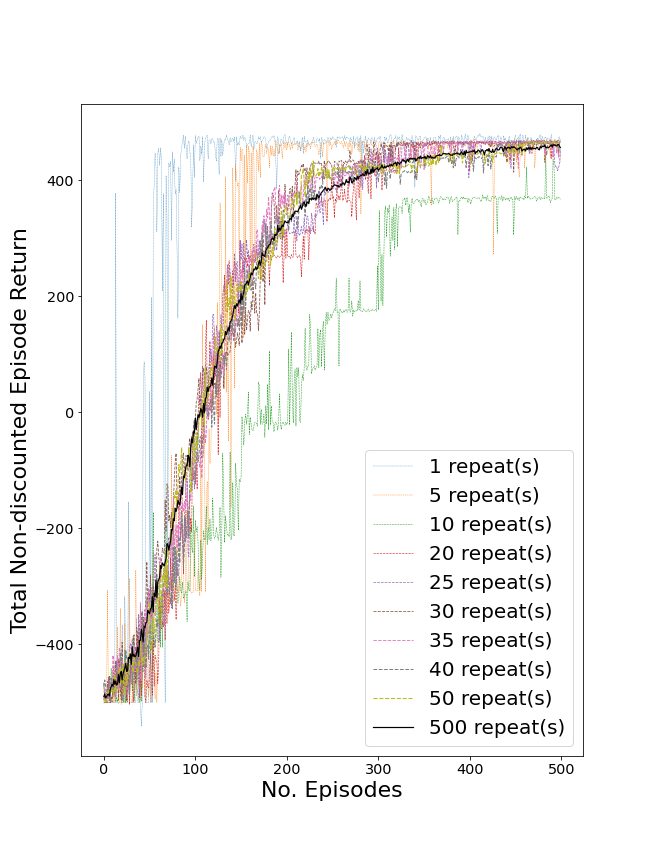 Total Non-discounted Episode Return
400
200
0
−200
−400
1 repeat(s)
5 repeat(s)
10 repeat(s)
20 repeat(s)
25 repeat(s)
30 repeat(s)
35 repeat(s)
40 repeat(s)
50 repeat(s)
500 repeat(s)
0 100 200 300 400 500
No. Episodes